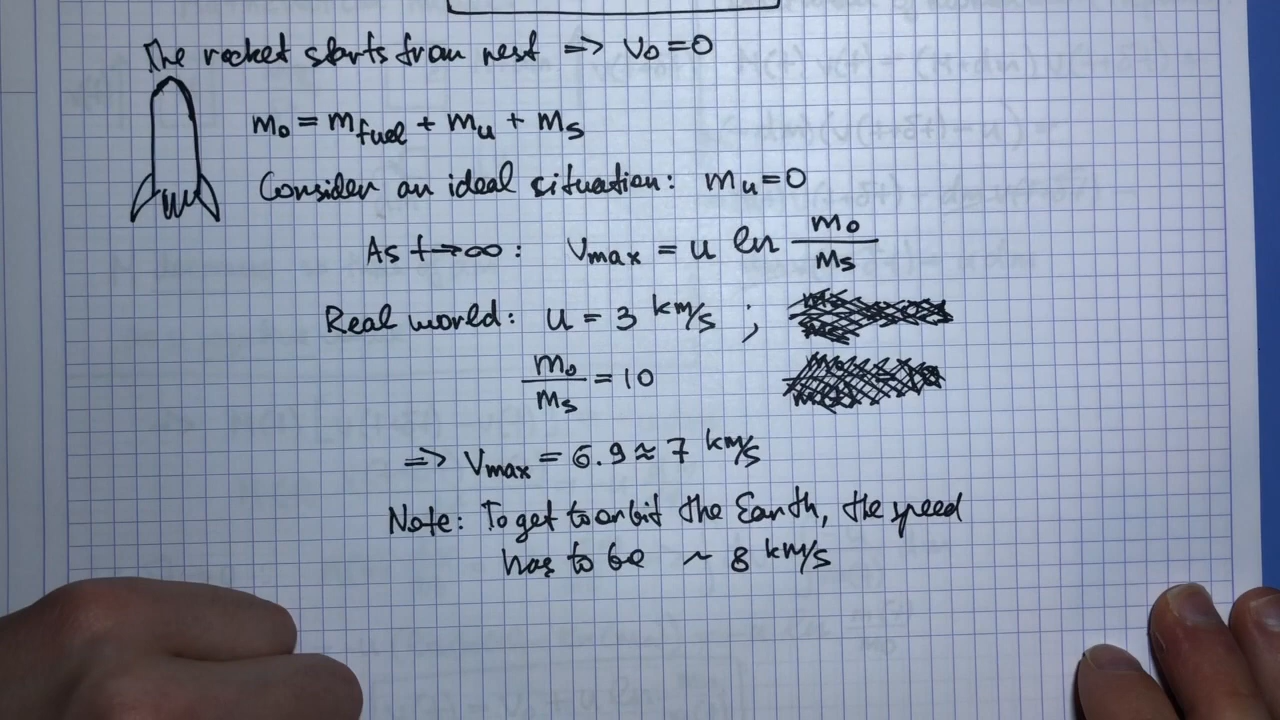 The rocket starts from rest => v₀=0
m₀ = m_fuel + m_u + m_s
Consider an ideal situation: m_u=0
As t→∞: v_max = u ln m₀/m_s
Real world: u = 3 km/s ;
m₀/m_s = 10
=> v_max = 6.9 ≈ 7 km/s
Note: To get to orbit the Earth, the speed
has to be ~ 8 km/s